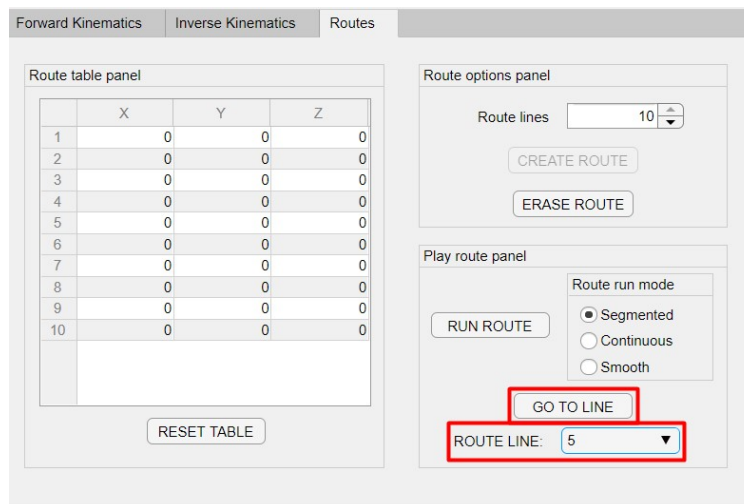 Forward Kinematics Inverse Kinematics Routes
Route table panel
X Y Z
1 0 0 0
2 0 0 0
3 0 0 0
4 0 0 0
5 0 0 0
6 0 0 0
7 0 0 0
8 0 0 0
9 0 0 0
10 0 0 0
RESET TABLE
Route options panel
Route lines 10
CREATE ROUTE
ERASE ROUTE
Play route panel
RUN ROUTE
Route run mode
Segmented
Continuous
Smooth
GO TO LINE
ROUTE LINE: 5